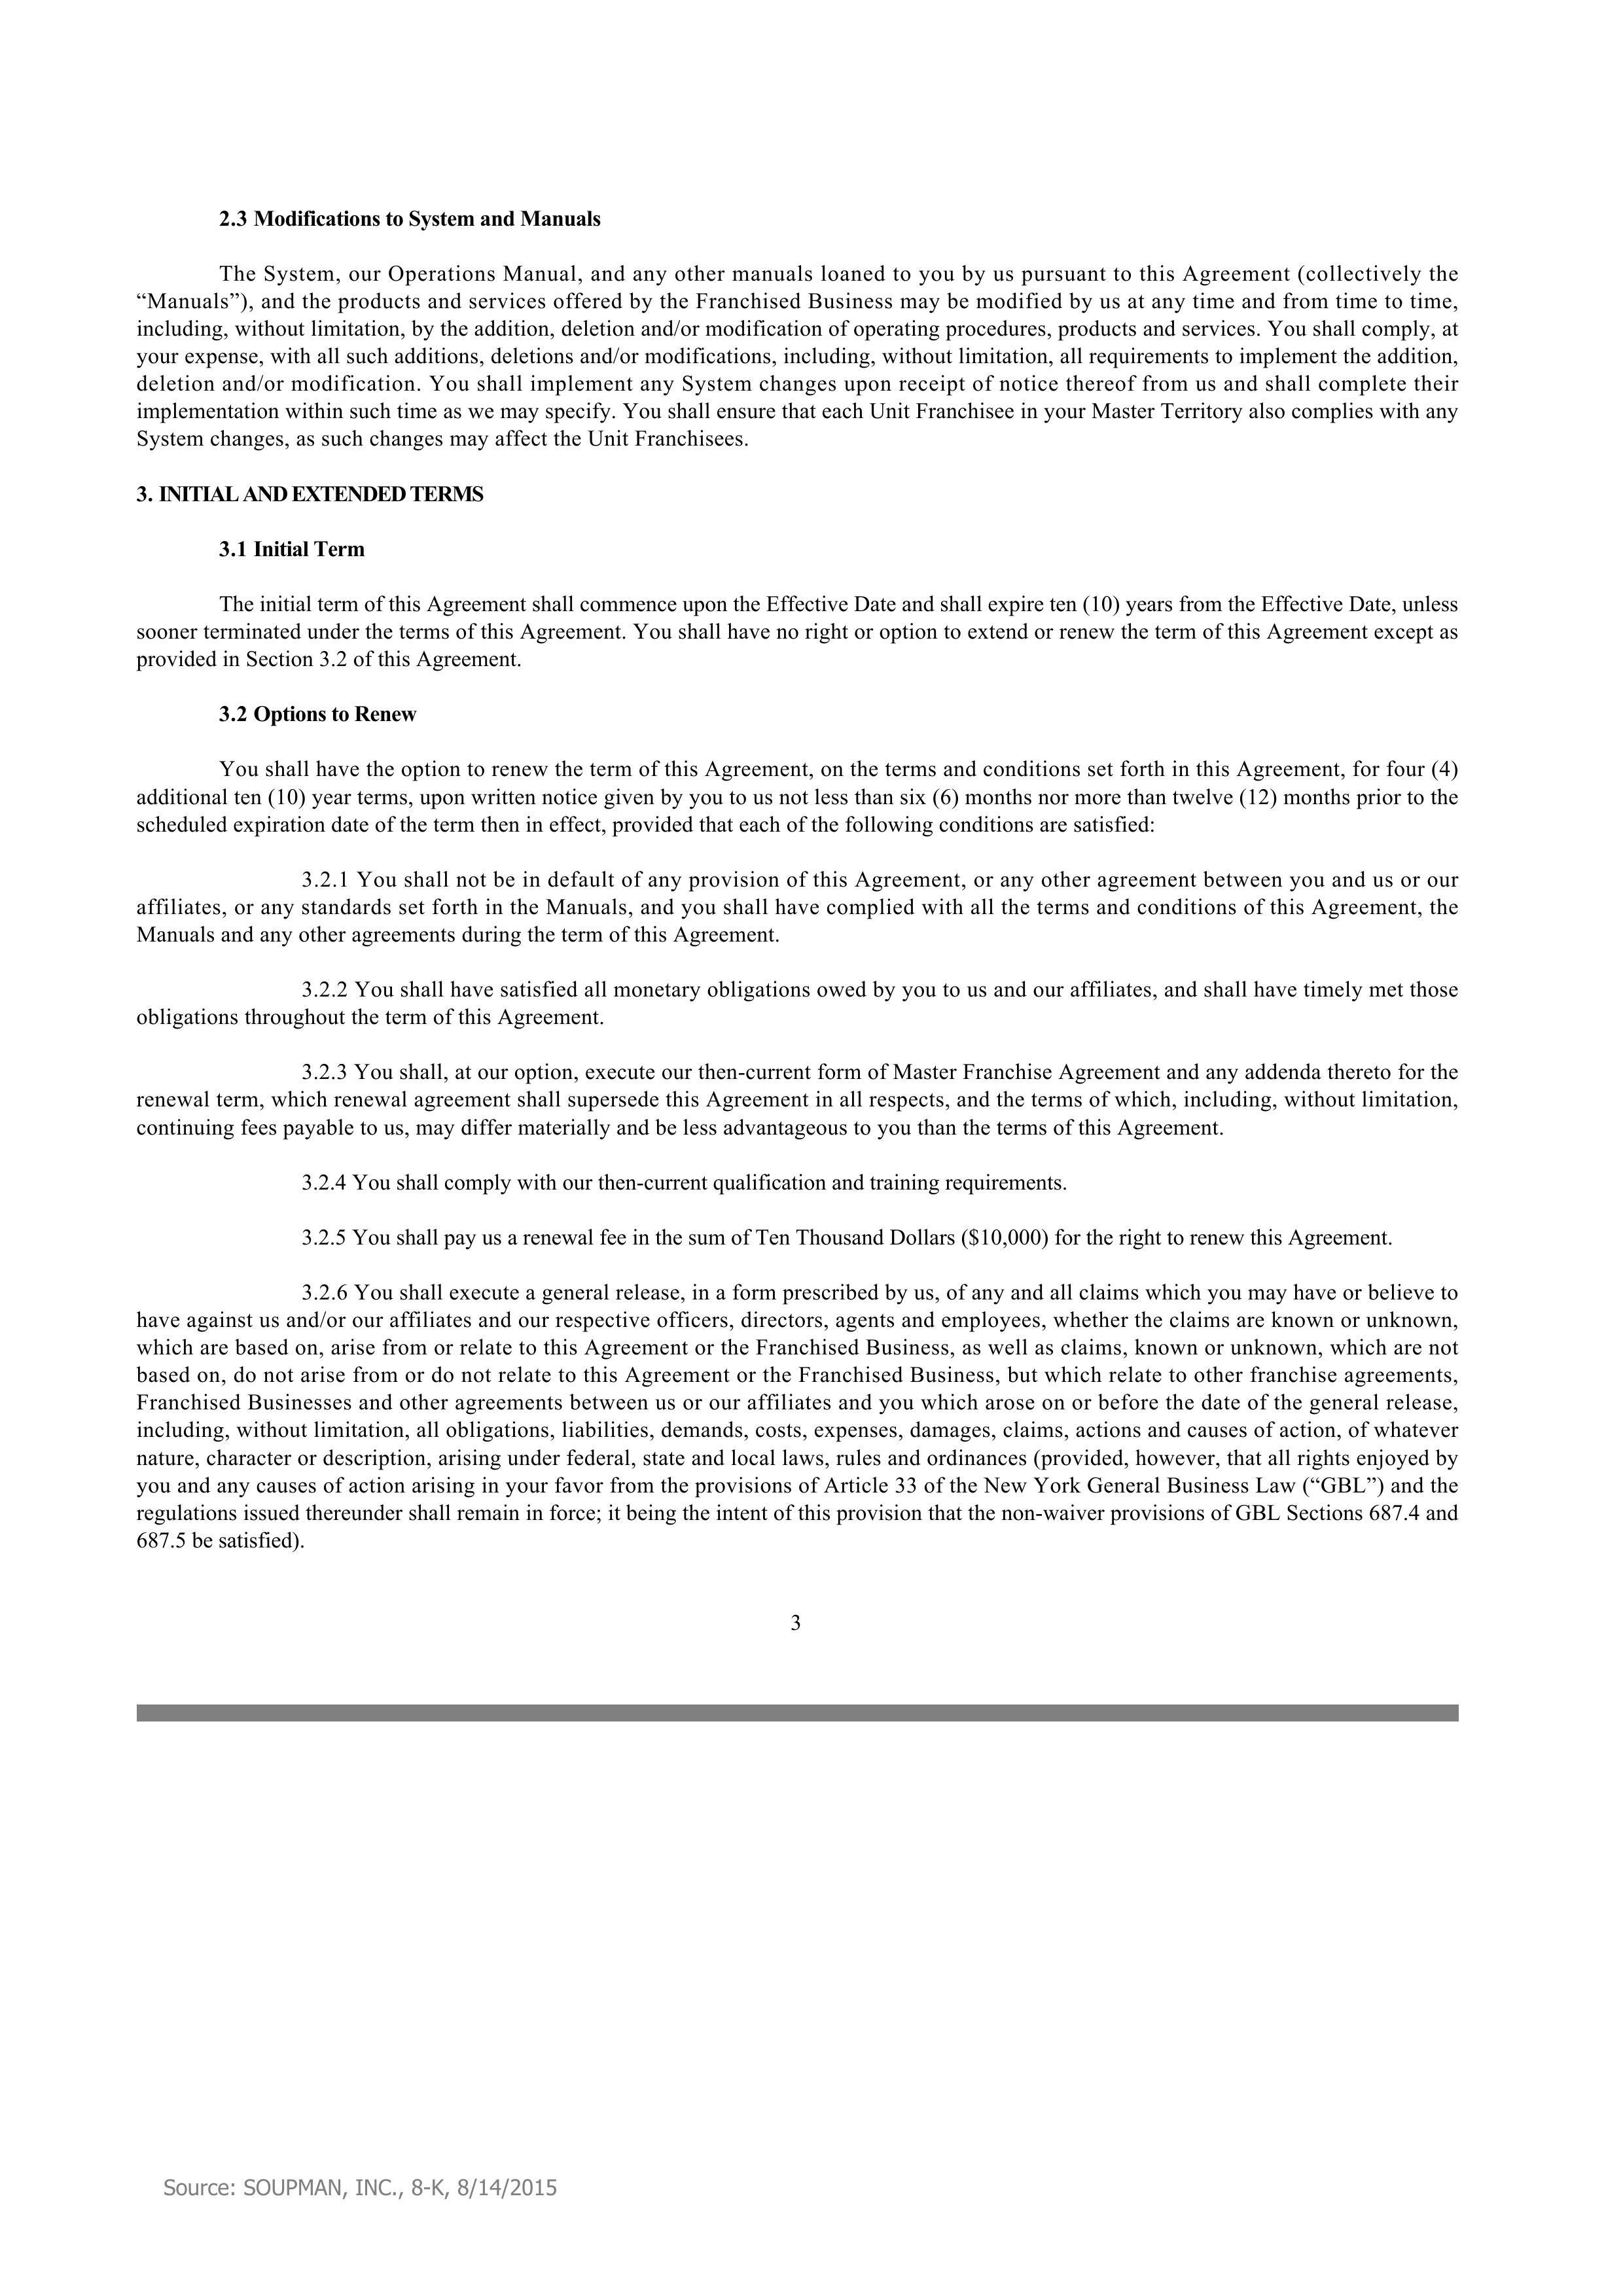 2.3 Modifications to System and Manuals
The System, our Operations Manual, and any other manuals loaned to you by us pursuant to this Agreement (collectively the
“Manuals”), and the products and services offered by the Franchised Business may be modified by us at any time and from time to time,
including, without limitation, by the addition, deletion and/or modification of operating procedures, products and services. You shall comply, at
your expense, with all such additions, deletions and/or modifications, including, without limitation, all requirements to implement the addition,
deletion and/or modification. You shall implement any System changes upon receipt of notice thereof from us and shall complete their
implementation within such time as we may specify. You shall ensure that each Unit Franchisee in your Master Territory also complies with any
System changes, as such changes may affect the Unit Franchisees.
3. INITIAL AND EXTENDED TERMS
3.1 Initial Term
The initial term of this Agreement shall commence upon the Effective Date and shall expire ten (10) years from the Effective Date, unless
sooner terminated under the terms of this Agreement. You shall have no right or option to extend or renew the term of this Agreement except as
provided in Section 3.2 of this Agreement.
3.2 Options to Renew
You shall have the option to renew the term of this Agreement, on the terms and conditions set forth in this Agreement, for four (4)
additional ten (10) year terms, upon written notice given by you to us not less than six (6) months nor more than twelve (12) months prior to the
scheduled expiration date of the term then in effect, provided that each of the following conditions are satisfied:
3.2.1 You shall not be in default of any provision of this Agreement, or any other agreement between you and us or our
affiliates, or any standards set forth in the Manuals, and you shall have complied with all the terms and conditions of this Agreement, the
Manuals and any other agreements during the term of this Agreement.
3.2.2 You shall have satisfied all monetary obligations owed by you to us and our affiliates, and shall have timely met those
obligations throughout the term of this Agreement.
3.2.3 You shall, at our option, execute our then-current form of Master Franchise Agreement and any addenda thereto for the
renewal term, which renewal agreement shall supersede this Agreement in all respects, and the terms of which, including, without limitation,
continuing fees payable to us, may differ materially and be less advantageous to you than the terms of this Agreement.
3.2.4 You shall comply with our then-current qualification and training requirements.
3.2.5 You shall pay us a renewal fee in the sum of Ten Thousand Dollars ($10,000) for the right to renew this Agreement.
3.2.6 You shall execute a general release, in a form prescribed by us, of any and all claims which you may have or believe to
have against us and/or our affiliates and our respective officers, directors, agents and employees, whether the claims are known or unknown,
which are based on, arise from or relate to this Agreement or the Franchised Business, as well as claims, known or unknown, which are not
based on, do not arise from or do not relate to this Agreement or the Franchised Business, but which relate to other franchise agreements,
Franchised Businesses and other agreements between us or our affiliates and you which arose on or before the date of the general release,
including, without limitation, all obligations, liabilities, demands, costs, expenses, damages, claims, actions and causes of action, of whatever
nature, character or description, arising under federal, state and local laws, rules and ordinances (provided, however, that all rights enjoyed by
you and any causes of action arising in your favor from the provisions of Article 33 of the New York General Business Law (“GBL”) and the
regulations issued thereunder shall remain in force; it being the intent of this provision that the non-waiver provisions of GBL Sections 687.4 and
687.5 be satisfied).
3
Source: SOUPMAN, INC., 8-K, 8/14/2015